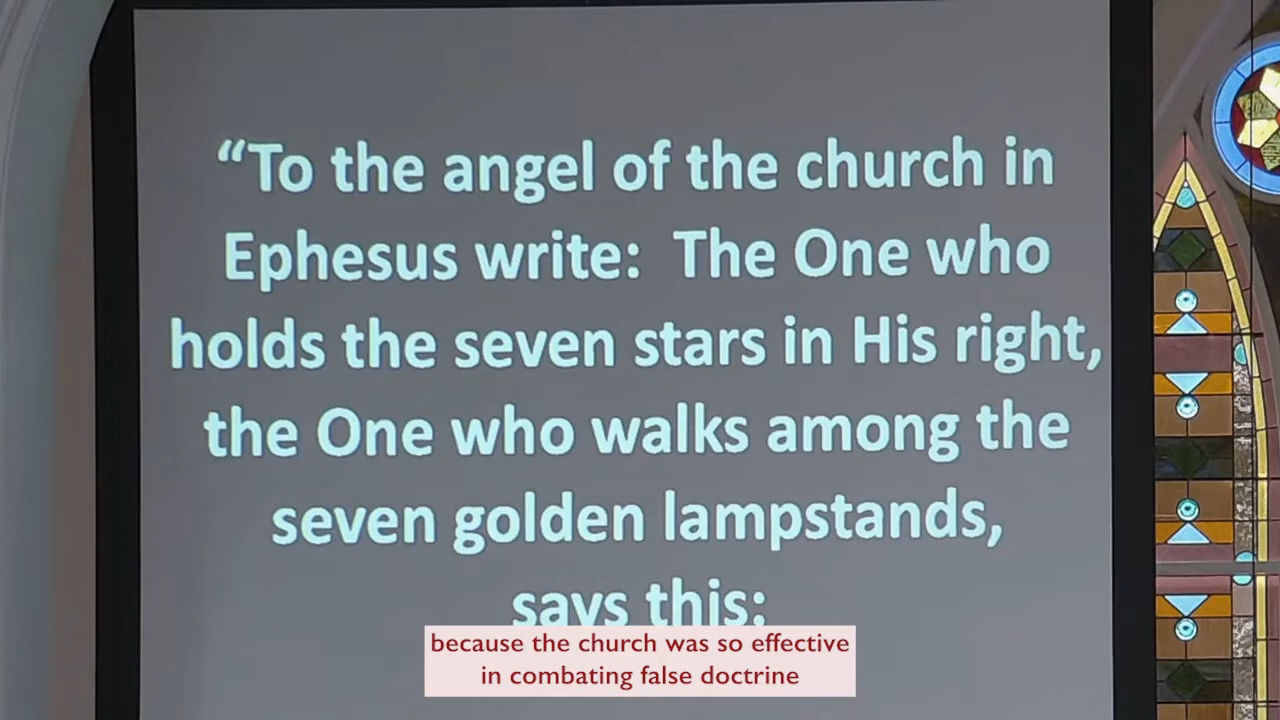 “To the angel of the church in
Ephesus write:  The One who
holds the seven stars in His right,
the One who walks among the
seven golden lampstands,
says this:
because the church was so effective
in combating false doctrine